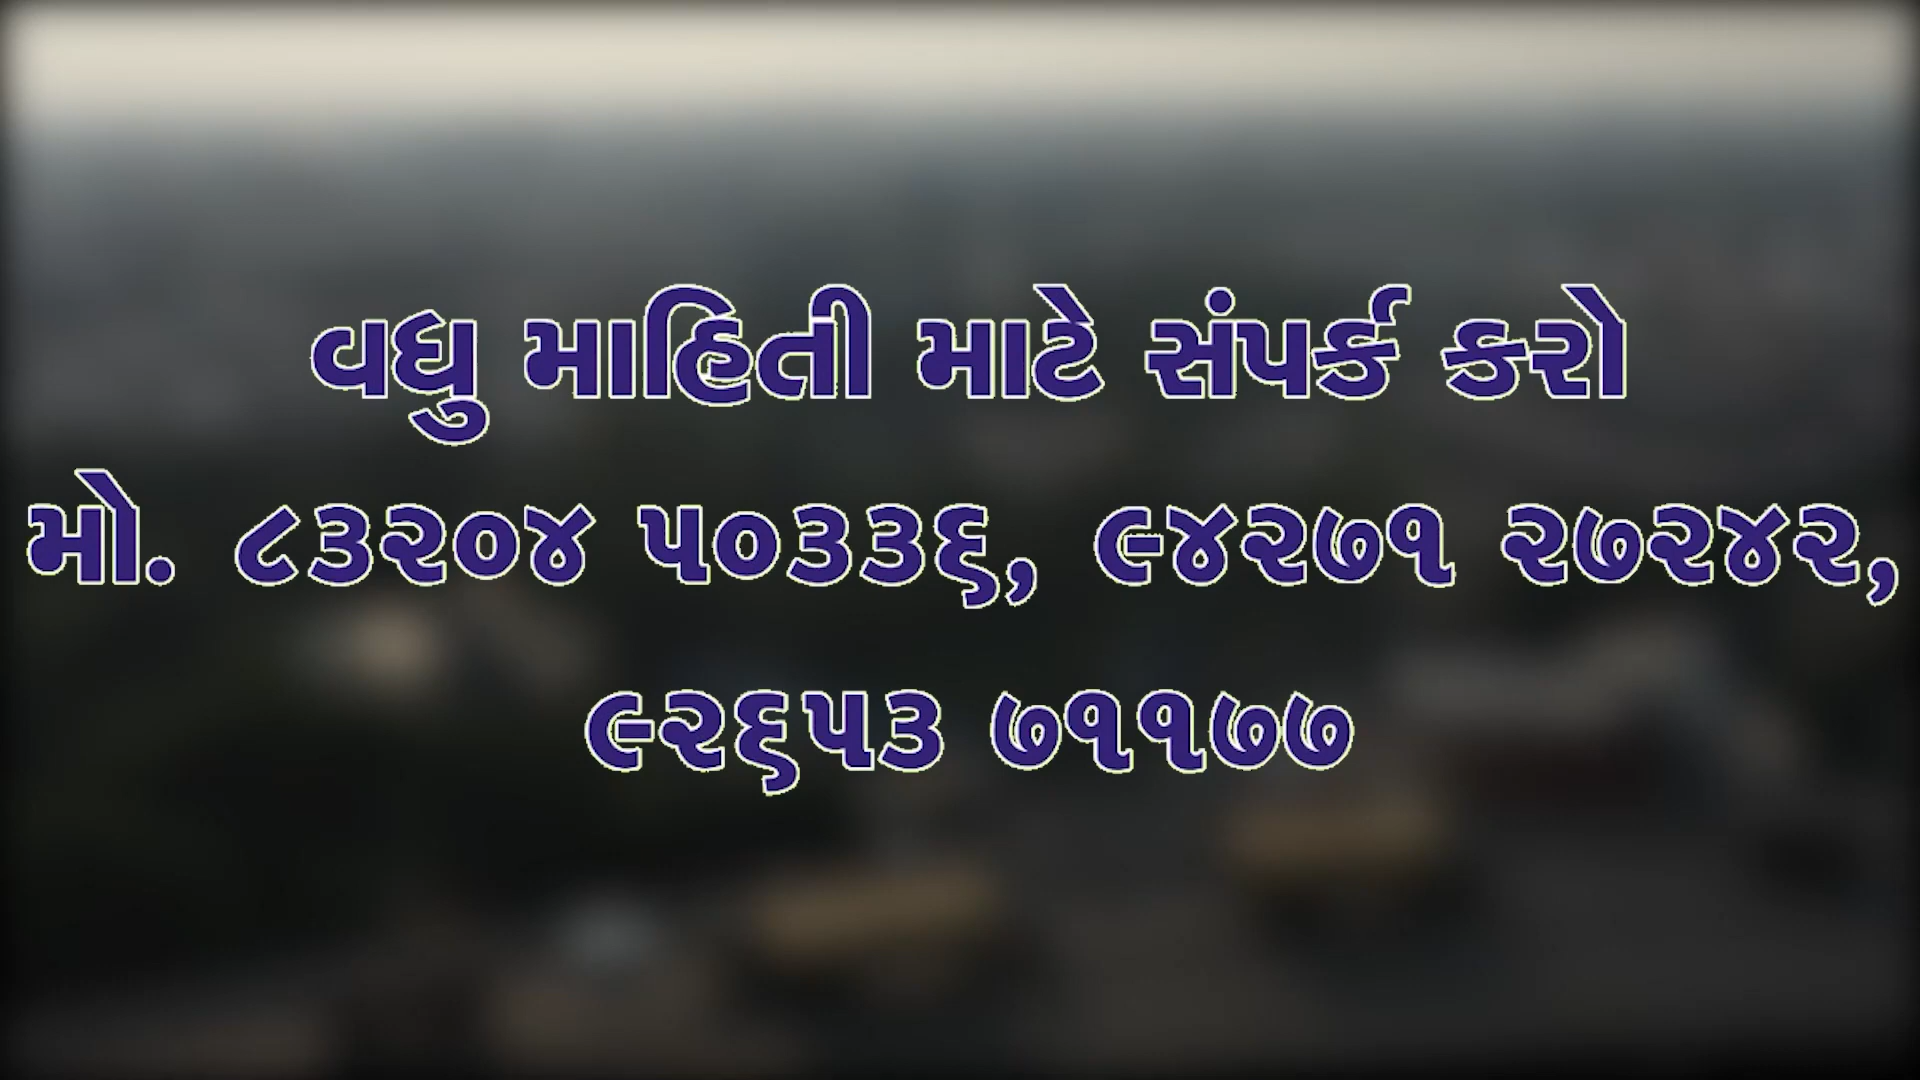 વધુ માહિતી માટે સંપર્ક કરો
મો. ૮૩૨૦૪ ૫૦૩૩૬, ૯૪૨૭૧ ૨૭૨૪૨,
૯૨૬૫૩ ૭૧૧૭૭